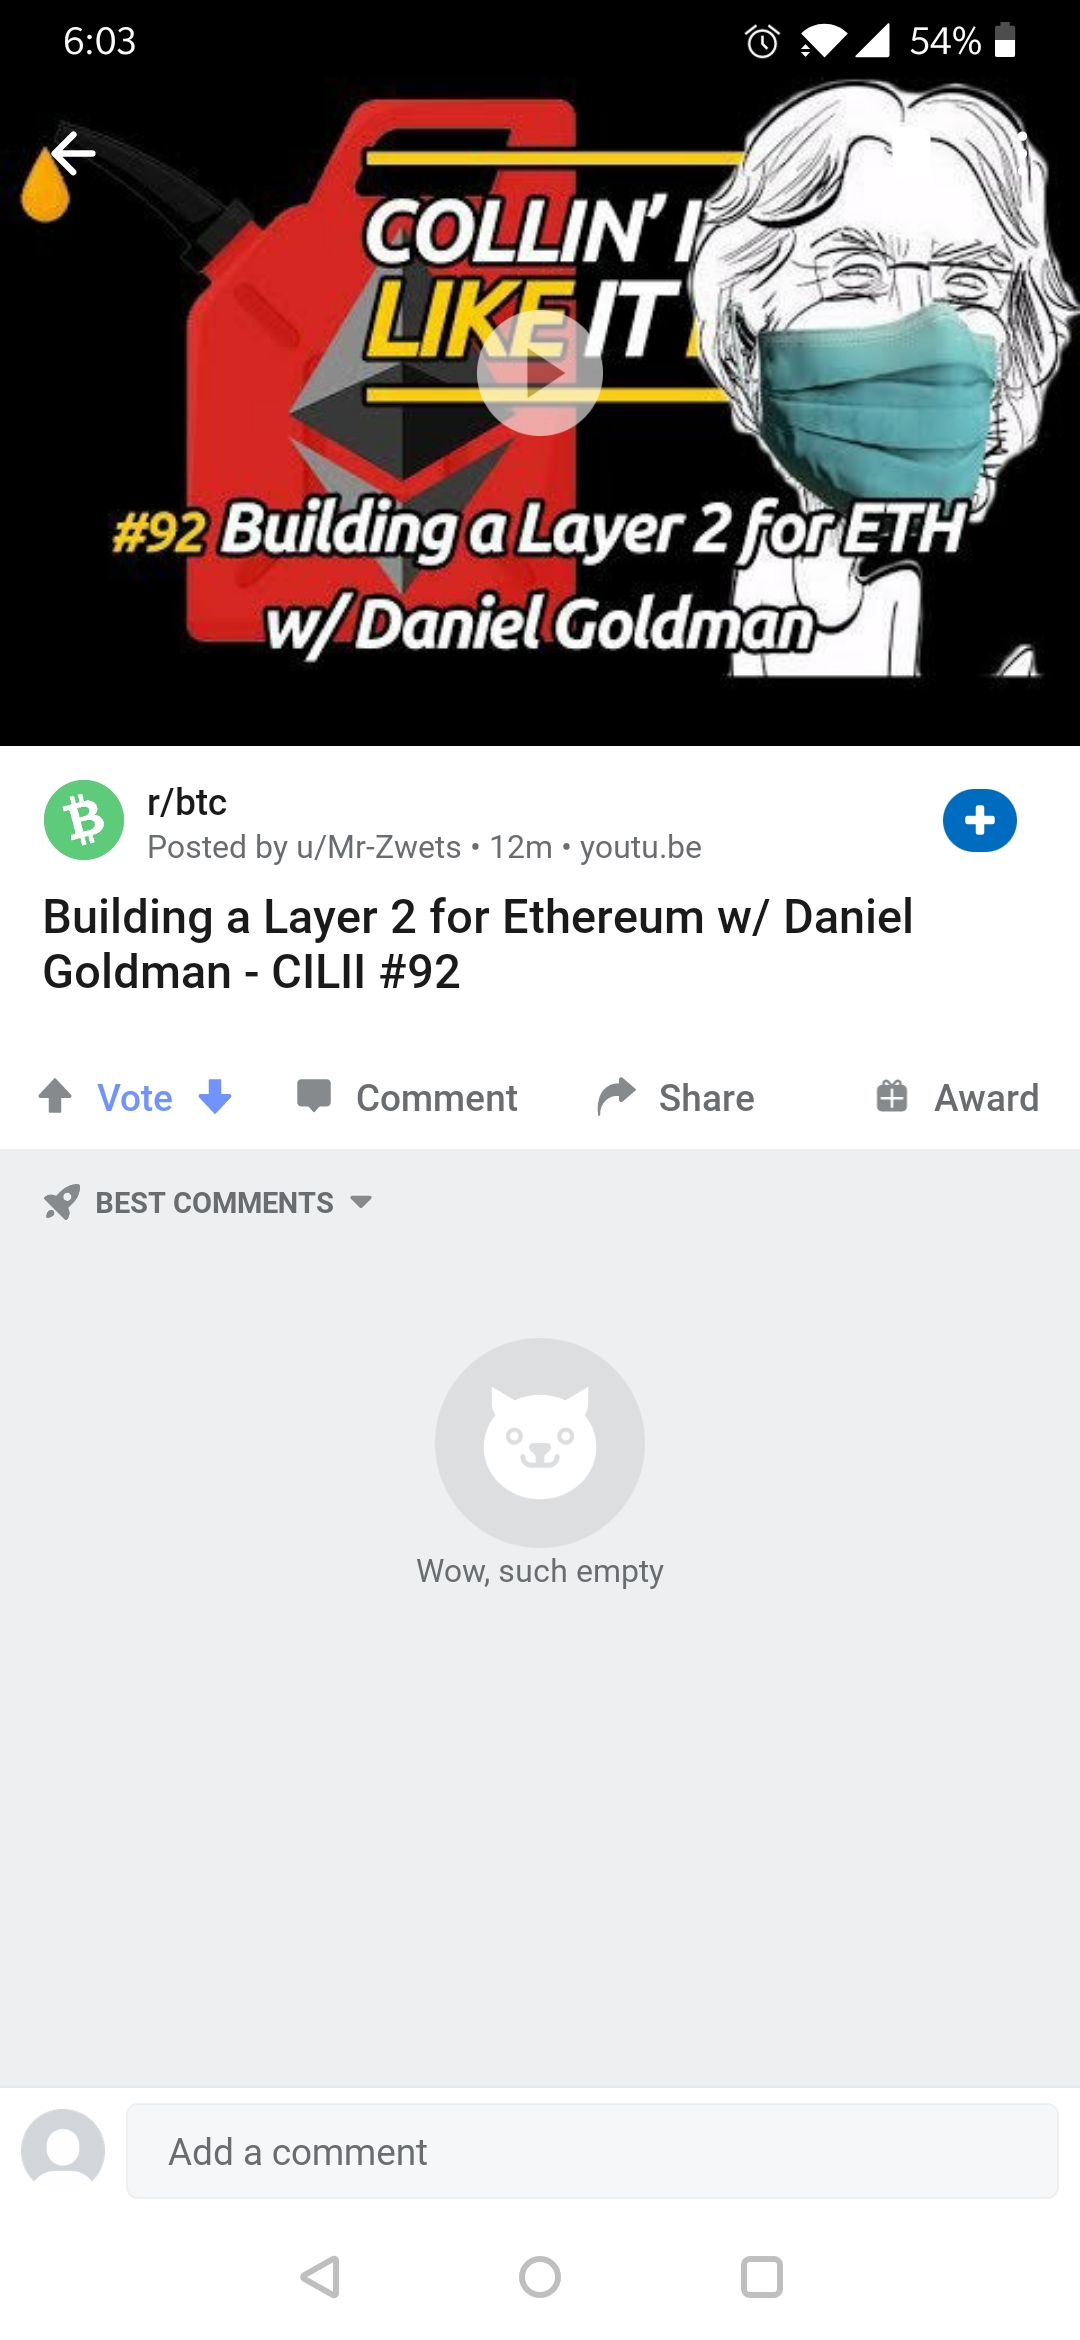 6:03
54%
COLLIN' I
LIKE IT
#92 Building a Layer 2 for ETH
w/ Daniel Goldman
r/btc
Posted by u/Mr-Zwets • 12m • youtu.be
Building a Layer 2 for Ethereum w/ Daniel
Goldman - CILII #92
Vote
Comment
Share
Award
BEST COMMENTS
Wow, such empty
Add a comment